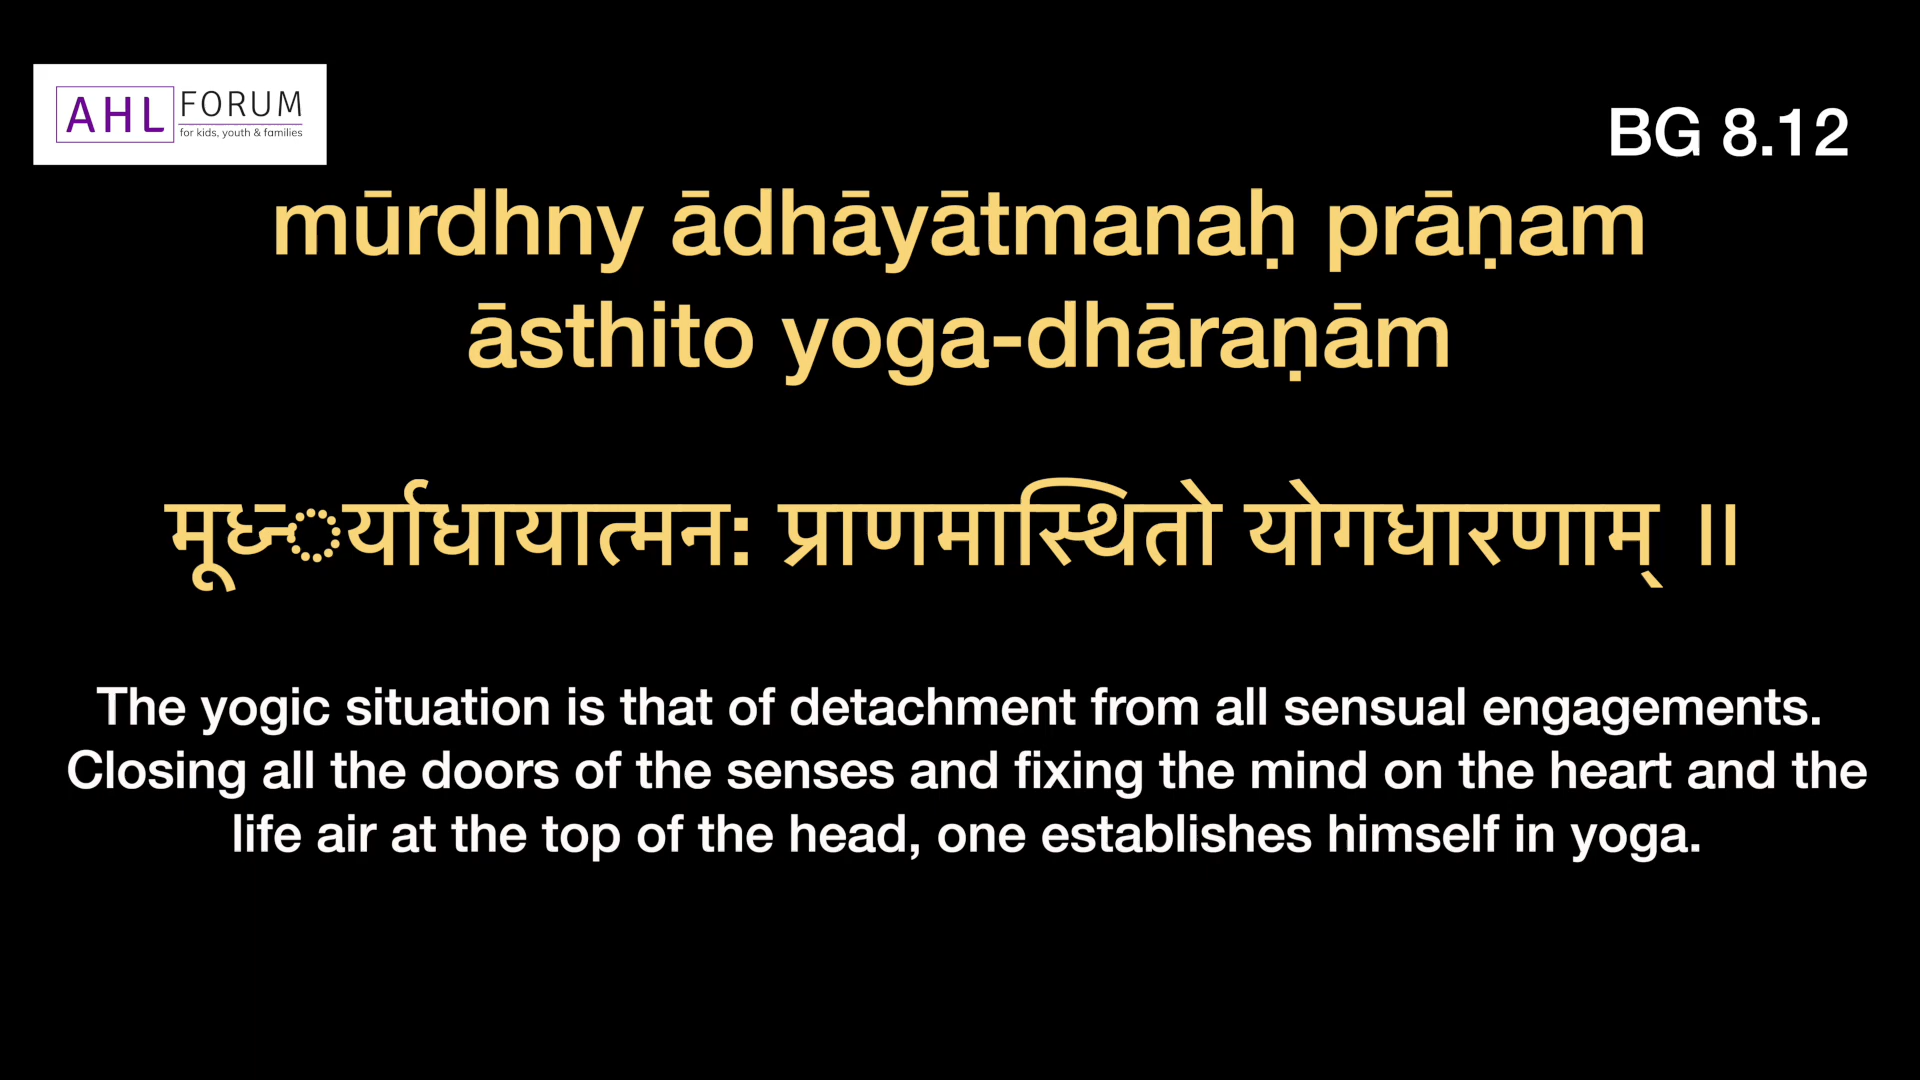 AHL FORUM
for kids, youth & families
BG 8.12
mūrdhny ādhāyātmanaḥ prāṇam
āsthito yoga-dhāraṇām
मूध्‍न्‍र्याधायात्मन: प्राणमास्थितो योगधारणाम् ॥
The yogic situation is that of detachment from all sensual engagements.
Closing all the doors of the senses and fixing the mind on the heart and the
life air at the top of the head, one establishes himself in yoga.